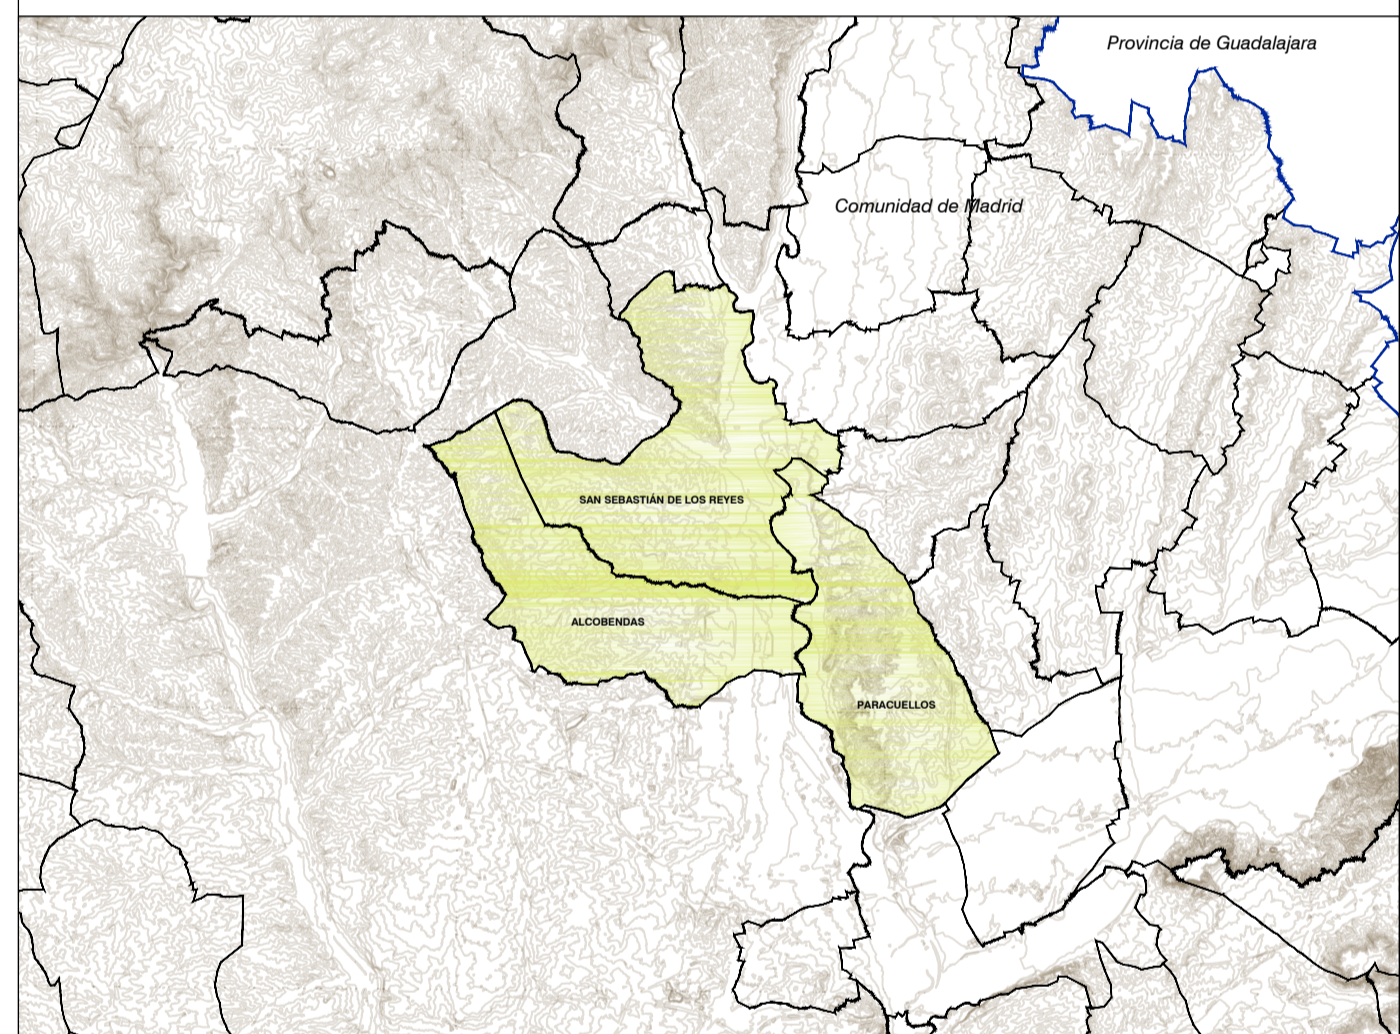 Provincia de Guadalajara
Comunidad de Madrid
SAN SEBASTIÁN DE LOS REYES
ALCOBENDAS
PARACUELLOS